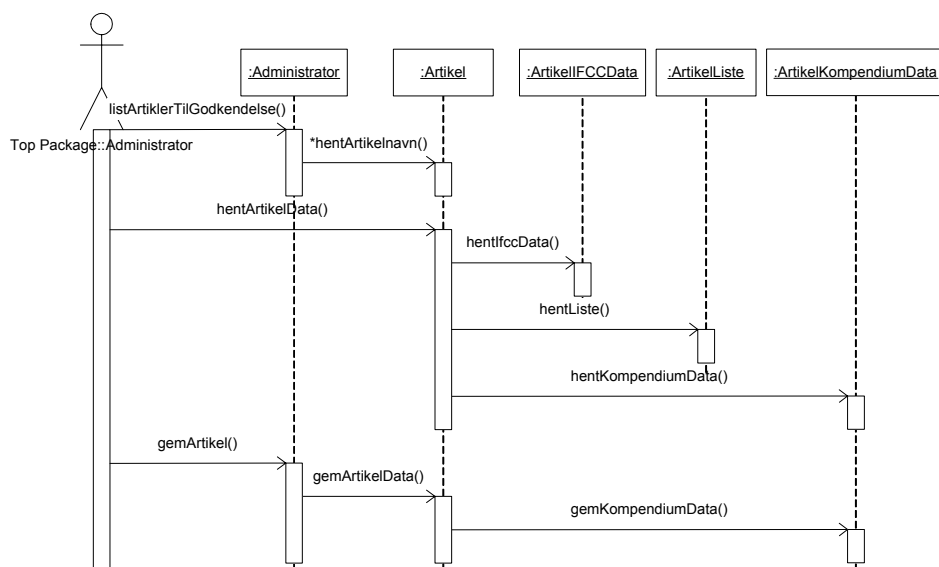 :Administrator
:Artikel
:ArtikelIFCCData
:ArtikelListe
:ArtikelKompendiumData
listArtiklerTilGodkendelse()
Top Package::Administrator
*hentArtikelnavn()
hentArtikelData()
hentIfccData()
hentListe()
hentKompendiumData()
gemArtikel()
gemArtikelData()
gemKompendiumData()